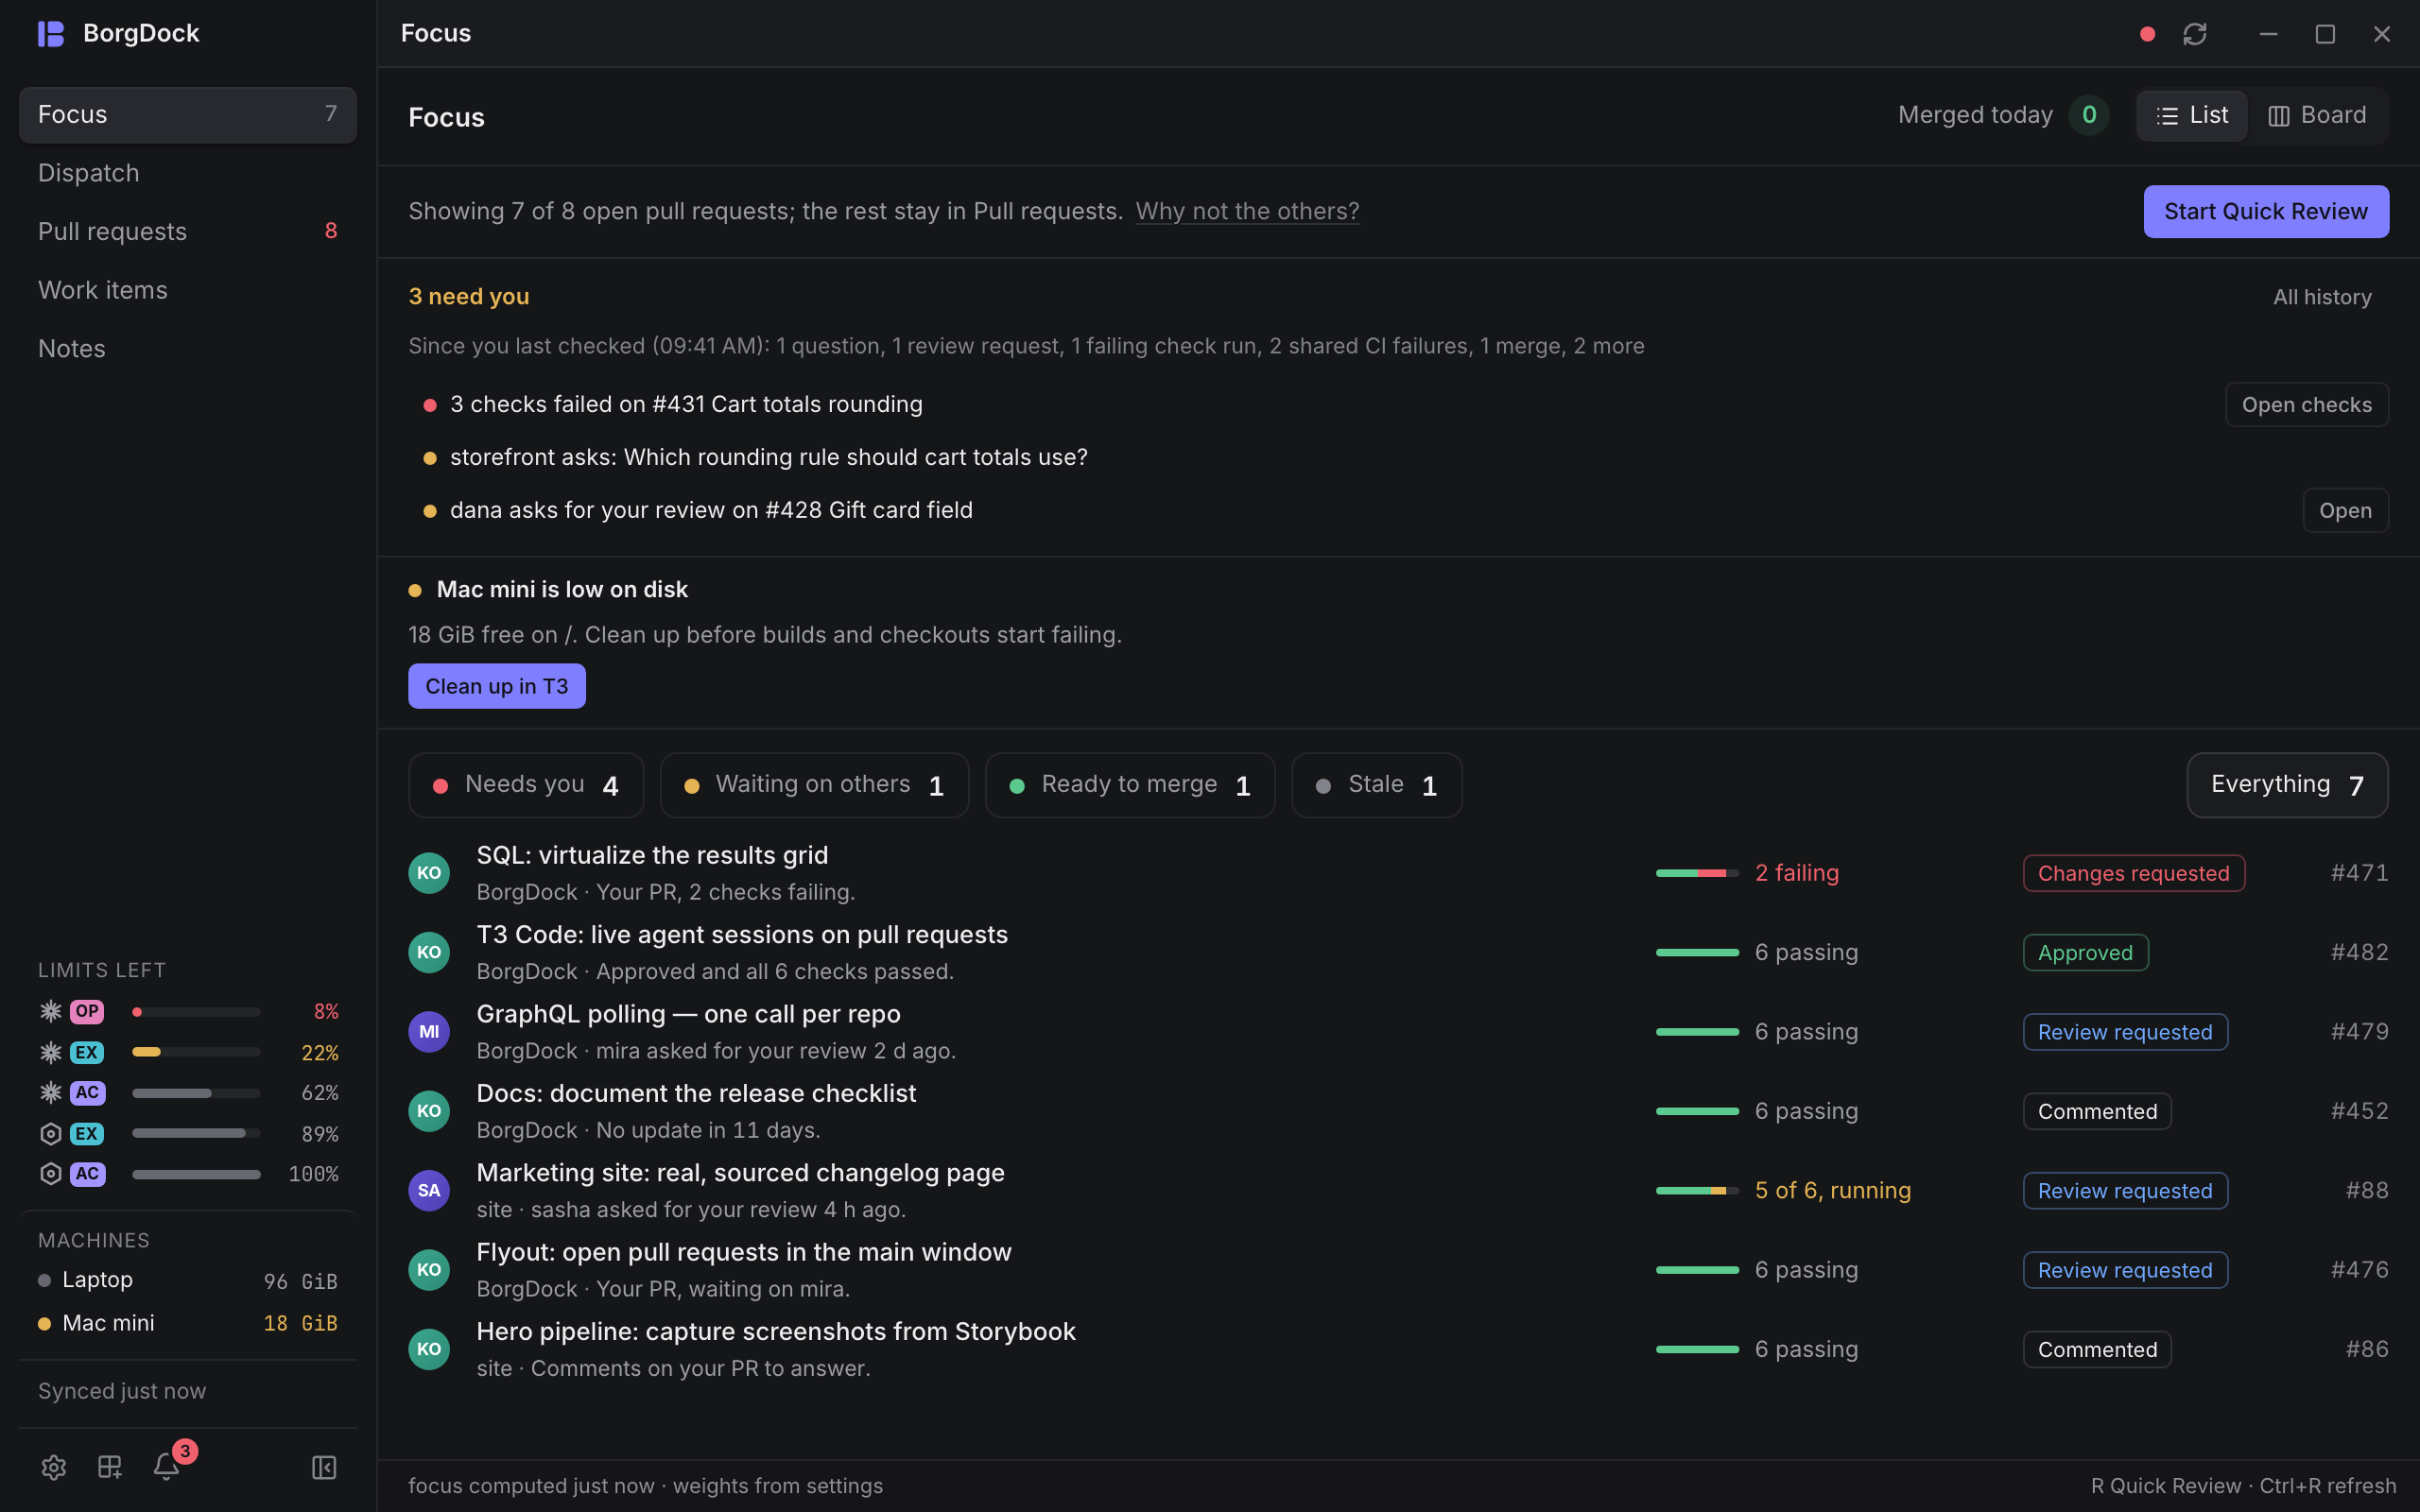 BorgDock
Focus 7
Dispatch
Pull requests 8
Work items
Notes
LIMITS LEFT
OP 8%
EX 22%
AC 62%
EX 89%
AC 100%
MACHINES
Laptop 96 GiB
Mac mini 18 GiB
Synced just now
3
Focus
Focus
Merged today 0 List Board
Showing 7 of 8 open pull requests; the rest stay in Pull requests. Why not the others? Start Quick Review
3 need you All history
Since you last checked (09:41 AM): 1 question, 1 review request, 1 failing check run, 2 shared CI failures, 1 merge, 2 more
3 checks failed on #431 Cart totals rounding Open checks
storefront asks: Which rounding rule should cart totals use?
dana asks for your review on #428 Gift card field Open
Mac mini is low on disk
18 GiB free on /. Clean up before builds and checkouts start failing.
Clean up in T3
Needs you 4 Waiting on others 1 Ready to merge 1 Stale 1 Everything 7
SQL: virtualize the results grid
KO BorgDock · Your PR, 2 checks failing. 2 failing Changes requested #471
T3 Code: live agent sessions on pull requests
KO BorgDock · Approved and all 6 checks passed. 6 passing Approved #482
GraphQL polling — one call per repo
MI BorgDock · mira asked for your review 2 d ago. 6 passing Review requested #479
Docs: document the release checklist
KO BorgDock · No update in 11 days. 6 passing Commented #452
Marketing site: real, sourced changelog page
SA site · sasha asked for your review 4 h ago. 5 of 6, running Review requested #88
Flyout: open pull requests in the main window
KO BorgDock · Your PR, waiting on mira. 6 passing Review requested #476
Hero pipeline: capture screenshots from Storybook
KO site · Comments on your PR to answer. 6 passing Commented #86
focus computed just now · weights from settings R Quick Review · Ctrl+R refresh